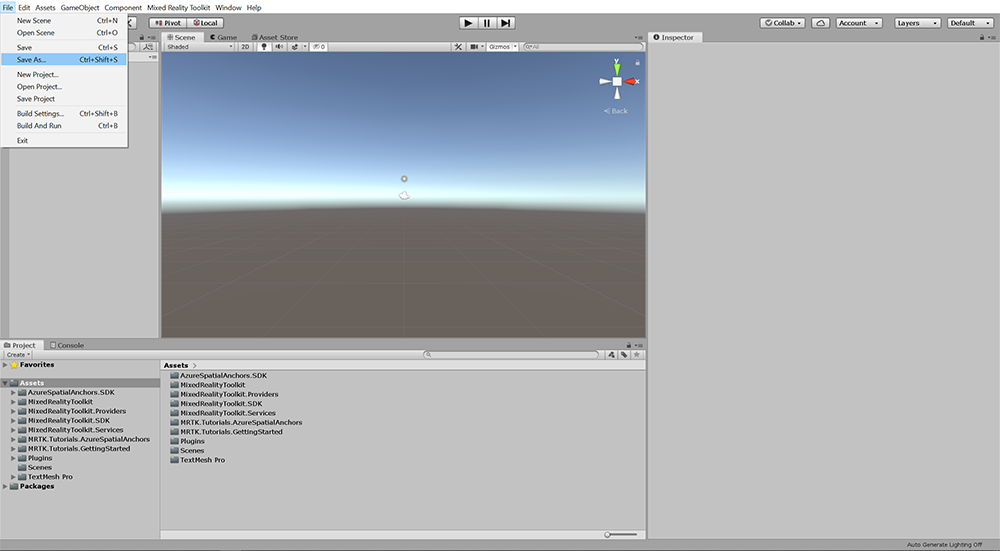 File Edit Assets GameObject Component Mixed Reality Toolkit Window Help
New Scene Ctrl+N
Open Scene Ctrl+O
Save Ctrl+S
Save As... Ctrl+Shift+S
New Project...
Open Project...
Save Project
Build Settings... Ctrl+Shift+B
Build And Run Ctrl+B
Exit
Pivot Local
Collab Account Layers Default
Scene Game Asset Store
Shaded 2D 0 Gizmos All
y
x
Back
Inspector
Project Console
Create
Favorites
Assets
AzureSpatialAnchors.SDK
MixedRealityToolkit
MixedRealityToolkit.Providers
MixedRealityToolkit.SDK
MixedRealityToolkit.Services
MRTK.Tutorials.AzureSpatialAnchors
MRTK.Tutorials.GettingStarted
Plugins
Scenes
TextMesh Pro
Packages
Assets
AzureSpatialAnchors.SDK
MixedRealityToolkit
MixedRealityToolkit.Providers
MixedRealityToolkit.SDK
MixedRealityToolkit.Services
MRTK.Tutorials.AzureSpatialAnchors
MRTK.Tutorials.GettingStarted
Plugins
Scenes
TextMesh Pro
Auto Generate Lighting Off